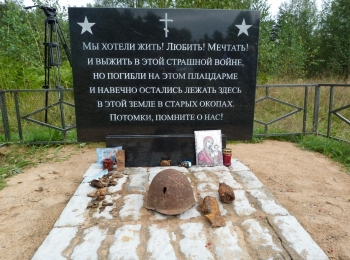 Мы хотели жить! Любить! Мечтать!
и выжить в этой страшной войне,
но погибли на этом плацдарме
и навечно остались лежать здесь
в этой земле в старых окопах.
Потомки, помните о нас!